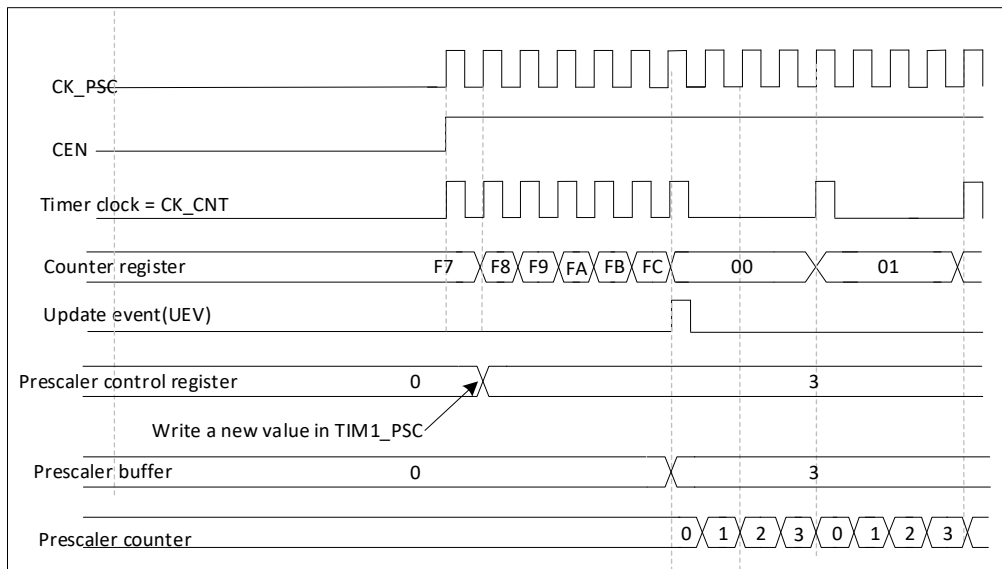 CK_PSC
CEN
Timer clock = CK_CNT
Counter register F7 F8 F9 FA FB FC 00 01
Update event(UEV)
Prescaler control register 0 3
Write a new value in TIM1_PSC
Prescaler buffer 0 3
Prescaler counter 0 1 2 3 0 1 2 3